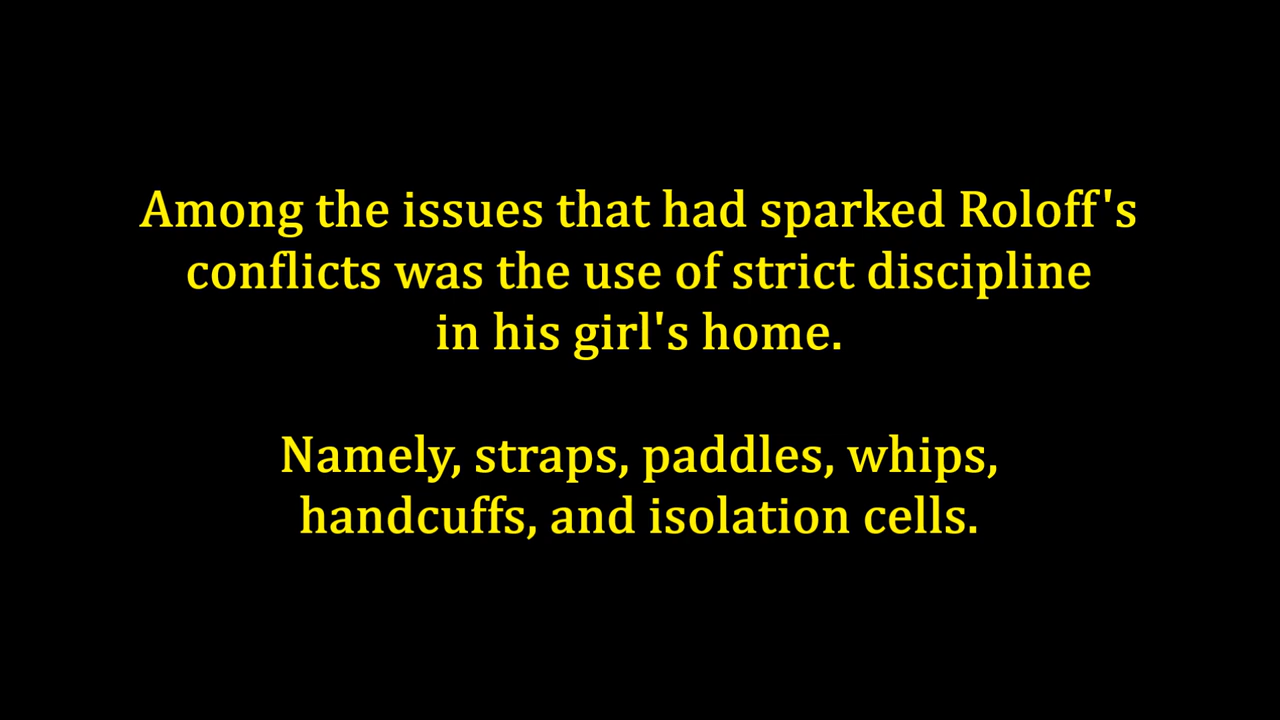 Among the issues that had sparked Roloff's
conflicts was the use of strict discipline
in his girl's home.
Namely, straps, paddles, whips,
handcuffs, and isolation cells.